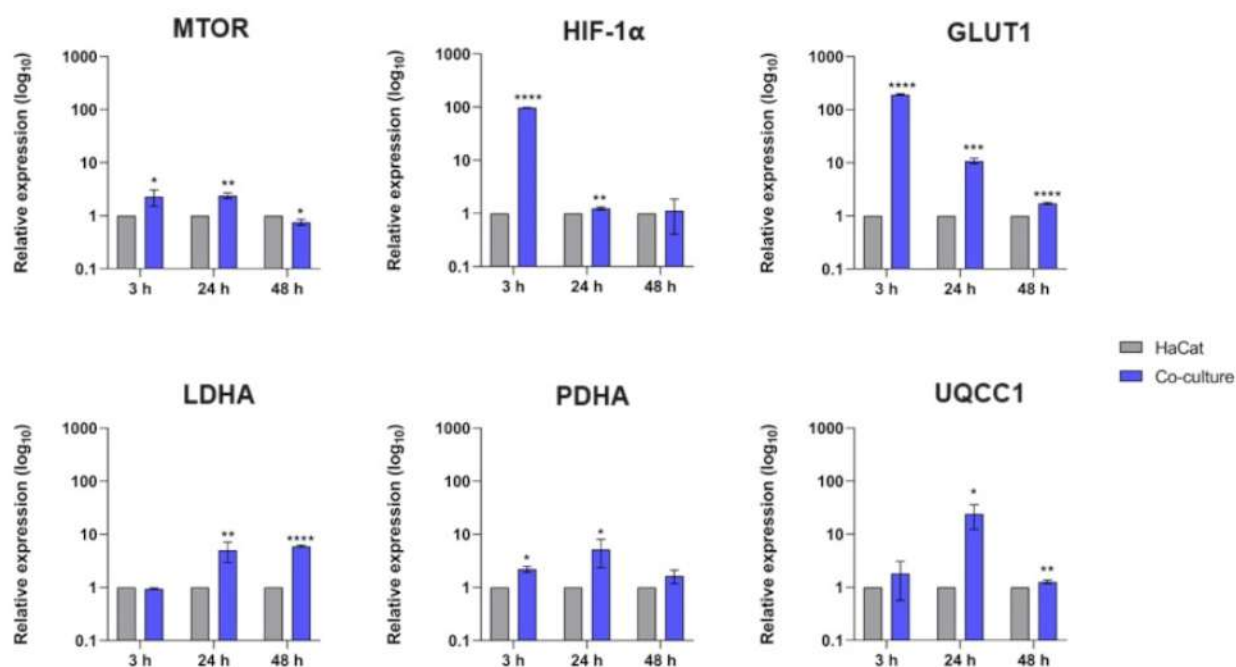 MTOR
Relative expression (log10)
1000
100
10
1
0.1
*
**
*
3 h 24 h 48 h
HIF-1α
Relative expression (log10)
1000
100
10
1
0.1
****
**
3 h 24 h 48 h
GLUT1
Relative expression (log10)
1000
100
10
1
0.1
****
***
****
3 h 24 h 48 h
HaCat
Co-culture
LDHA
Relative expression (log10)
1000
100
10
1
0.1
**
****
3 h 24 h 48 h
PDHA
Relative expression (log10)
1000
100
10
1
0.1
*
*
3 h 24 h 48 h
UQCC1
Relative expression (log10)
1000
100
10
1
0.1
*
**
3 h 24 h 48 h